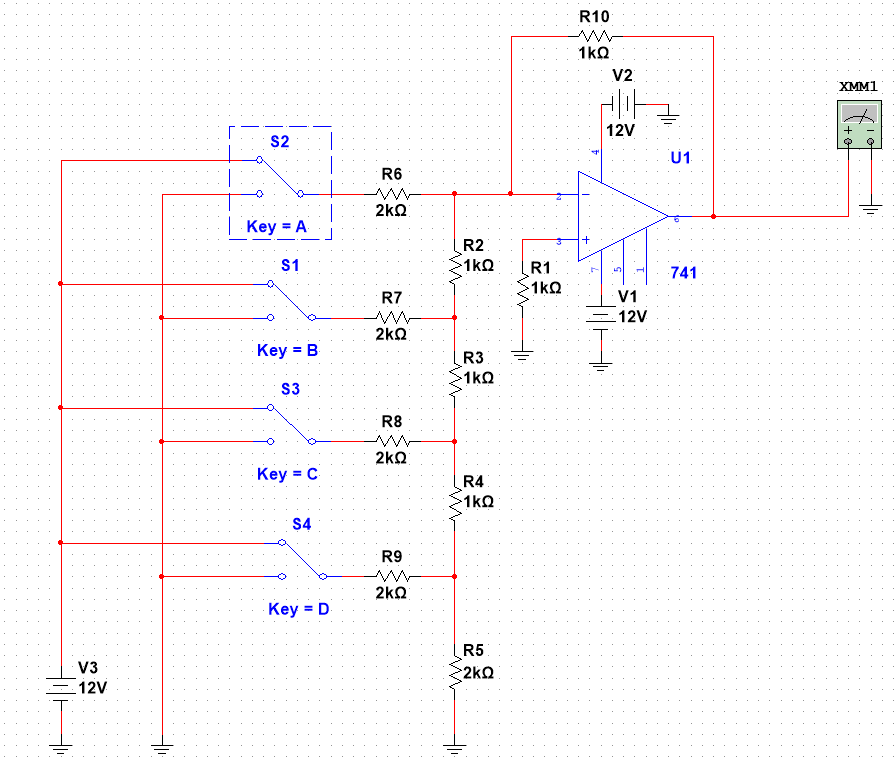 R10
1kΩ
V2
12V
XMM1
+ −
S2
Key = A
R6
2kΩ
4
U1
2
−
6
3
+
7
5
1
741
R2
1kΩ
R1
1kΩ
V1
12V
S1
Key = B
R7
2kΩ
R3
1kΩ
S3
Key = C
R8
2kΩ
R4
1kΩ
S4
Key = D
R9
2kΩ
R5
2kΩ
V3
12V